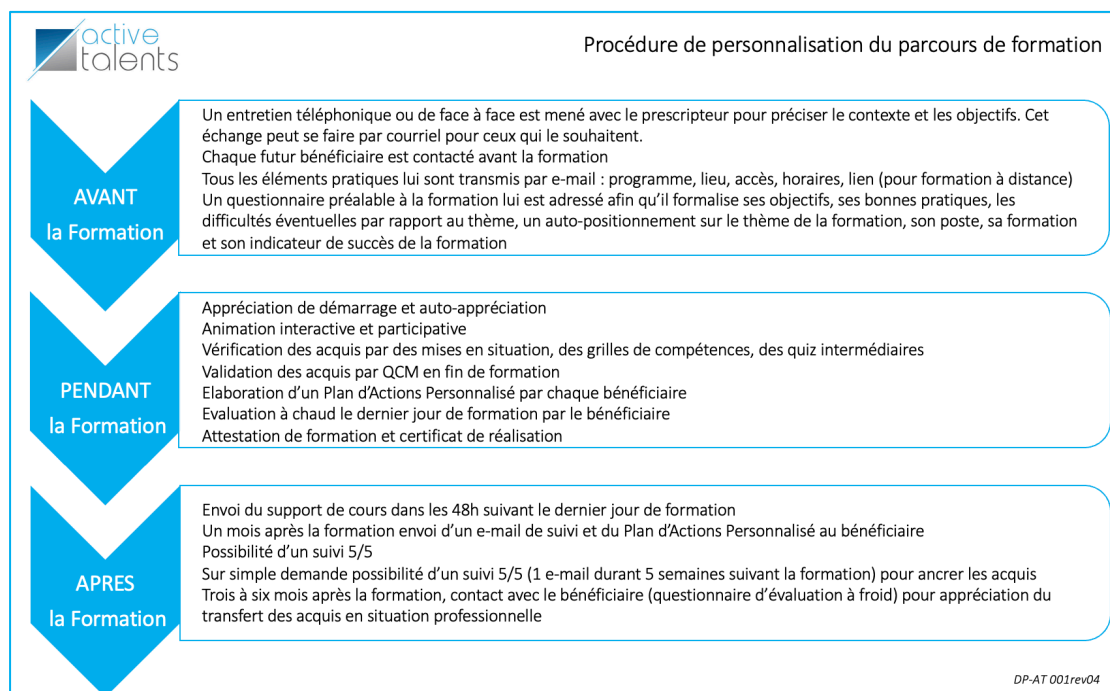 active
talents
Procédure de personnalisation du parcours de formation
AVANT
la Formation
Un entretien téléphonique ou de face à face est mené avec le prescripteur pour préciser le contexte et les objectifs. Cet
échange peut se faire par courriel pour ceux qui le souhaitent.
Chaque futur bénéficiaire est contacté avant la formation
Tous les éléments pratiques lui sont transmis par e-mail : programme, lieu, accès, horaires, lien (pour formation à distance)
Un questionnaire préalable à la formation lui est adressé afin qu’il formalise ses objectifs, ses bonnes pratiques, les
difficultés éventuelles par rapport au thème, un auto-positionnement sur le thème de la formation, son poste, sa formation
et son indicateur de succès de la formation
PENDANT
la Formation
Appréciation de démarrage et auto-appréciation
Animation interactive et participative
Vérification des acquis par des mises en situation, des grilles de compétences, des quiz intermédiaires
Validation des acquis par QCM en fin de formation
Elaboration d’un Plan d’Actions Personnalisé par chaque bénéficiaire
Evaluation à chaud le dernier jour de formation par le bénéficiaire
Attestation de formation et certificat de réalisation
APRES
la Formation
Envoi du support de cours dans les 48h suivant le dernier jour de formation
Un mois après la formation envoi d’un e-mail de suivi et du Plan d’Actions Personnalisé au bénéficiaire
Possibilité d’un suivi 5/5
Sur simple demande possibilité d’un suivi 5/5 (1 e-mail durant 5 semaines suivant la formation) pour ancrer les acquis
Trois à six mois après la formation, contact avec le bénéficiaire (questionnaire d’évaluation à froid) pour appréciation du
transfert des acquis en situation professionnelle
DP-AT 001rev04